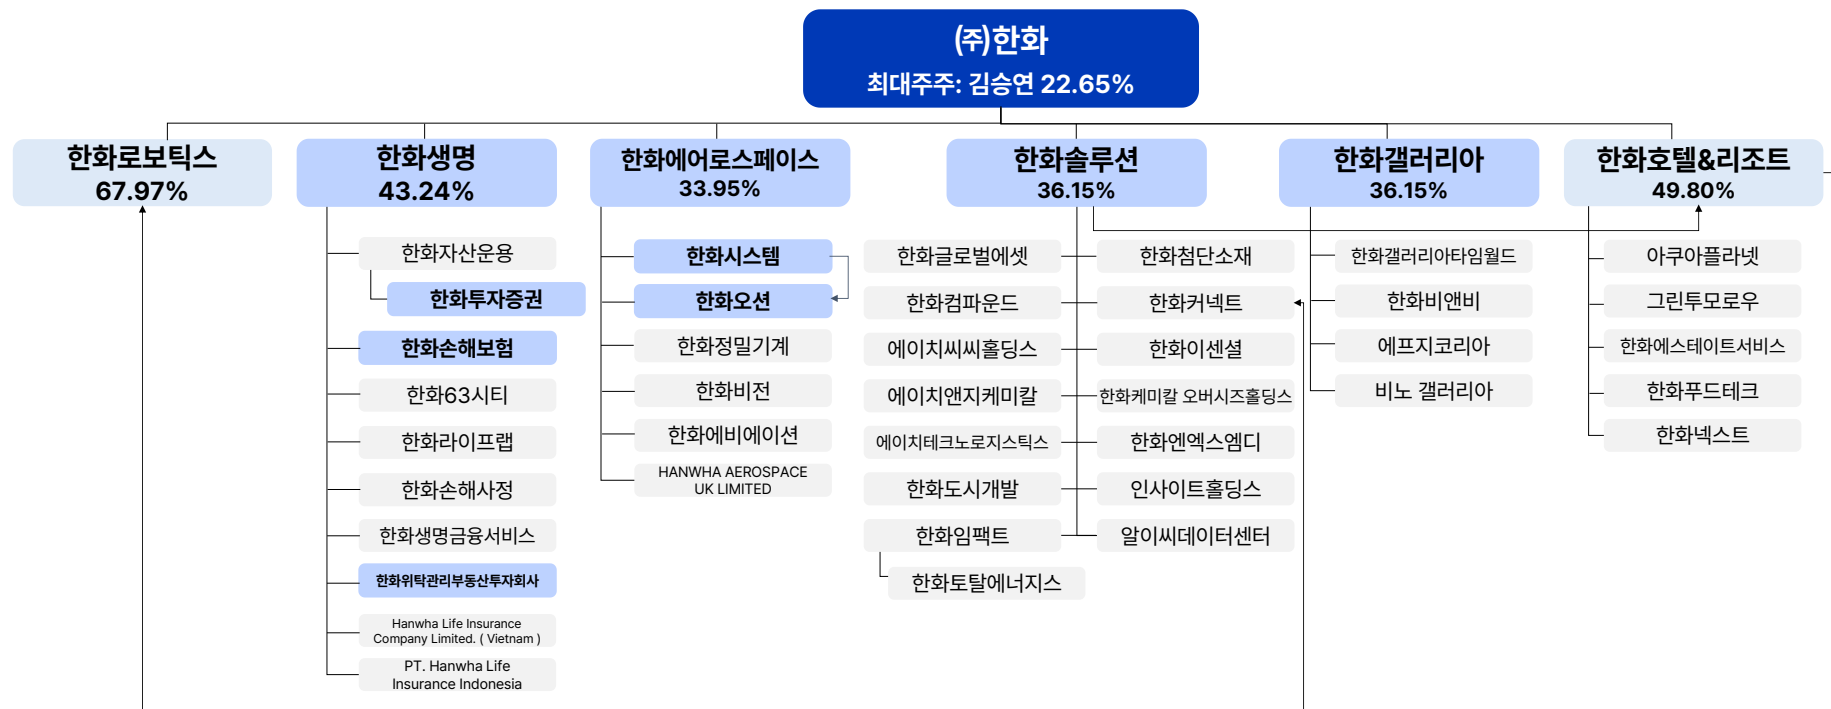 ㈜한화
최대주주: 김승연 22.65%
한화로보틱스
67.97%
한화생명
43.24%
한화자산운용
한화투자증권
한화손해보험
한화63시티
한화라이프랩
한화손해사정
한화생명금융서비스
한화위탁관리부동산투자회사
Hanwha Life Insurance
Company Limited. ( Vietnam )
PT. Hanwha Life
Insurance Indonesia
한화에어로스페이스
33.95%
한화시스템
한화오션
한화정밀기계
한화비전
한화에비에이션
HANWHA AEROSPACE
UK LIMITED
한화솔루션
36.15%
한화글로벌에셋
한화컴파운드
에이치씨씨홀딩스
에이치앤지케미칼
에이치테크노로지스틱스
한화도시개발
한화임팩트
한화토탈에너지스
한화첨단소재
한화커넥트
한화이센셜
한화케미칼 오버시즈홀딩스
한화엔엑스엠디
인사이트홀딩스
알이씨데이터센터
한화갤러리아
36.15%
한화갤러리아타임월드
한화비앤비
에프지코리아
비노 갤러리아
한화호텔&리조트
49.80%
아쿠아플라넷
그린투모로우
한화에스테이트서비스
한화푸드테크
한화넥스트